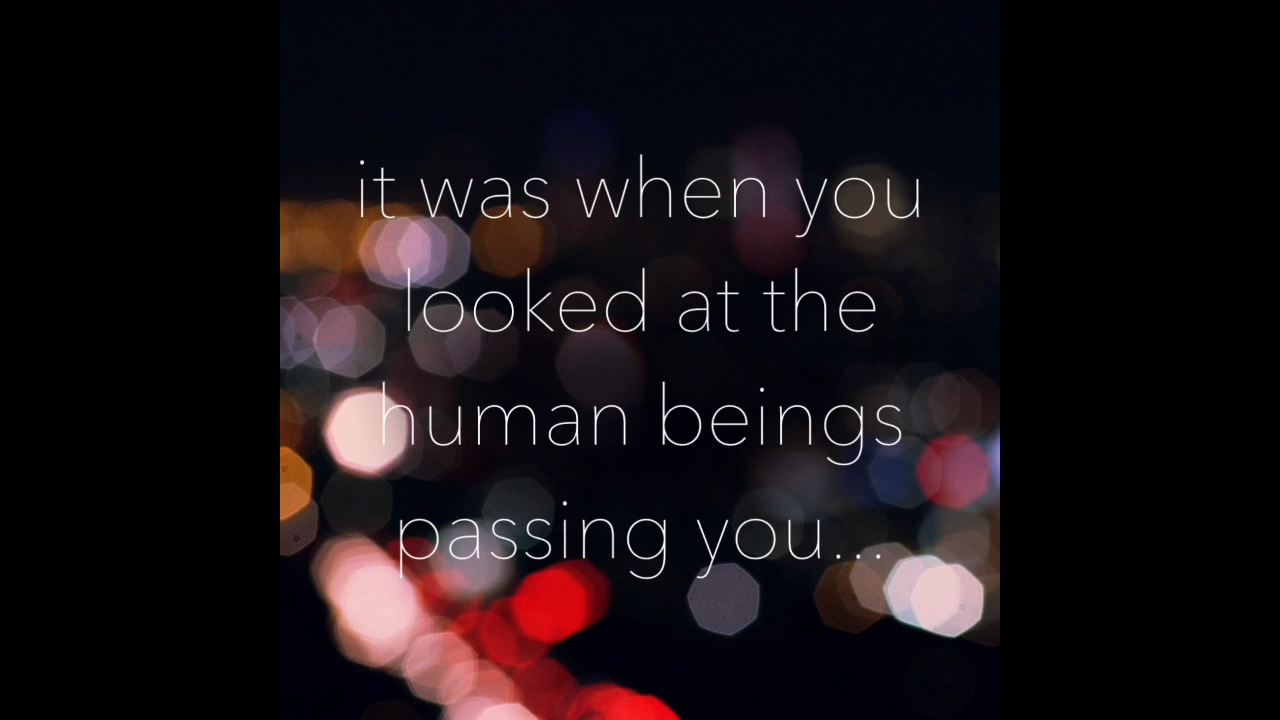 it was when you
looked at the
human beings
passing you...